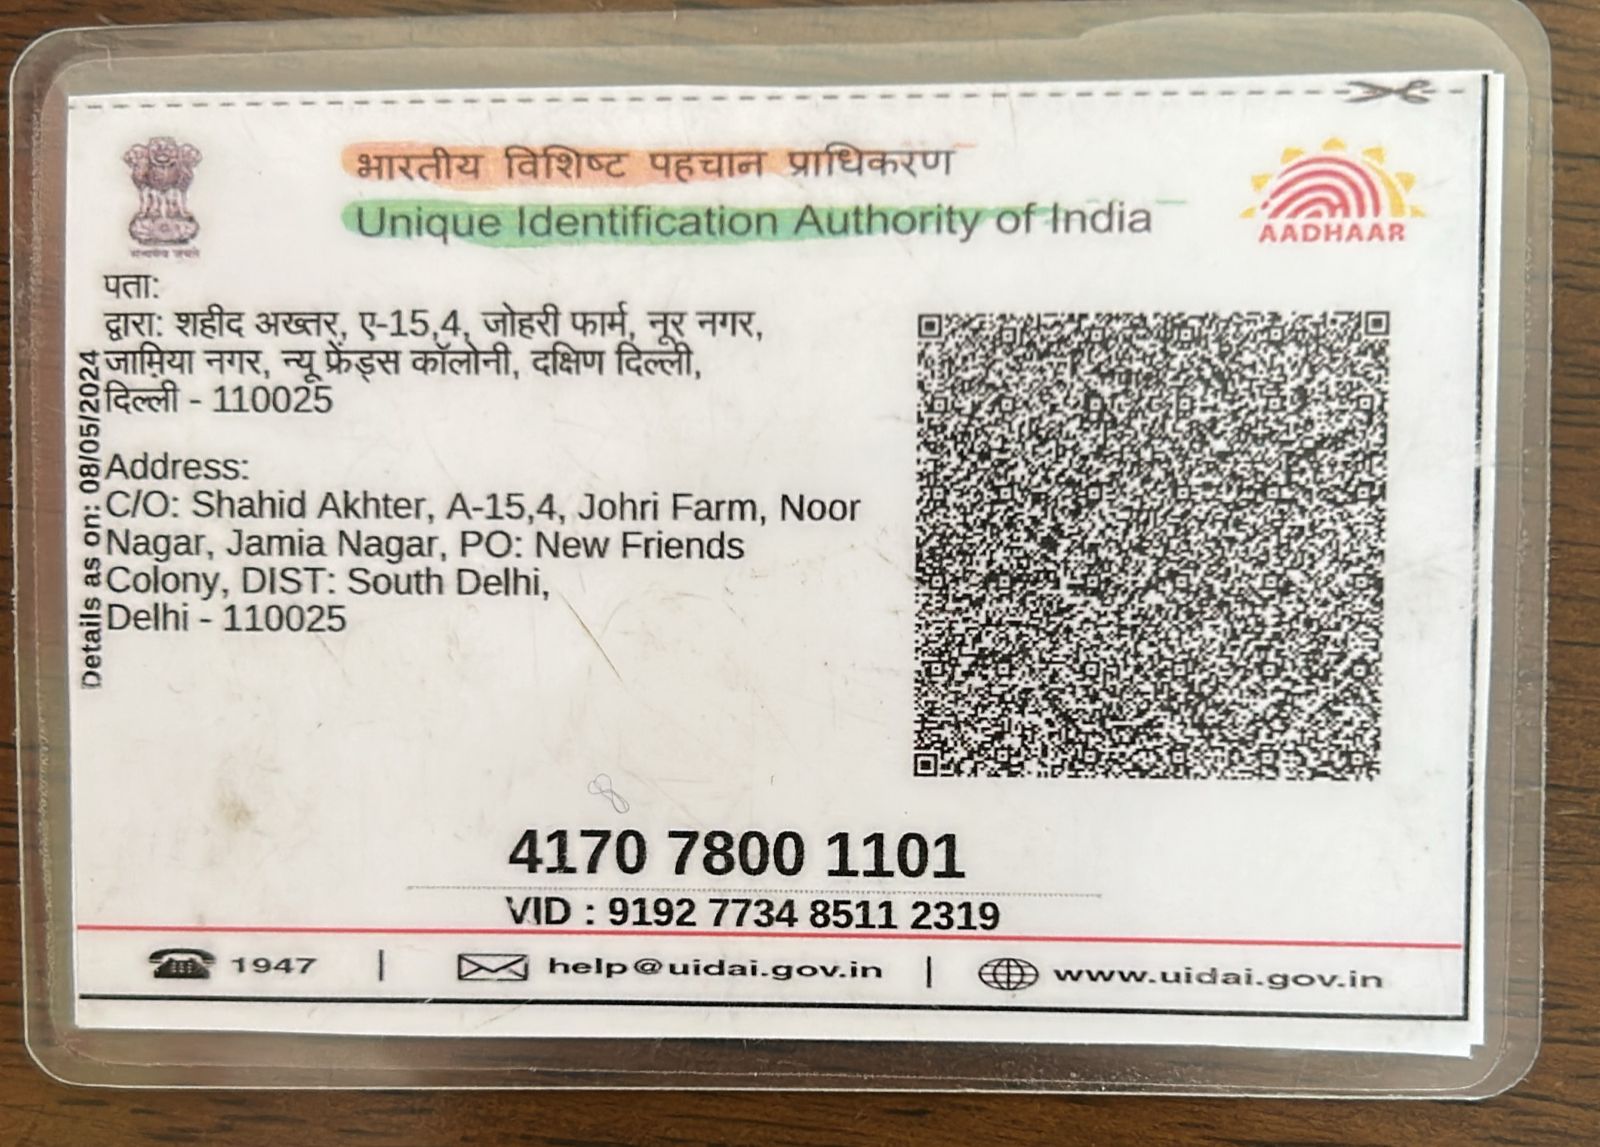 भारतीय विशिष्ट पहचान प्राधिकरण
Unique Identification Authority of India
सत्यमेव जयते
AADHAAR
पता:
द्वारा: शहीद अख्तर, ए-15,4, जोहरी फार्म, नूर नगर,
जामिया नगर, न्यू फ्रेंड्स कॉलोनी, दक्षिण दिल्ली,
दिल्ली - 110025
Address:
C/O: Shahid Akhter, A-15,4, Johri Farm, Noor
Nagar, Jamia Nagar, PO: New Friends
Colony, DIST: South Delhi,
Delhi - 110025
Details as on: 08/05/2024
4170 7800 1101
VID : 9192 7734 8511 2319
1947 | help@uidai.gov.in | www.uidai.gov.in